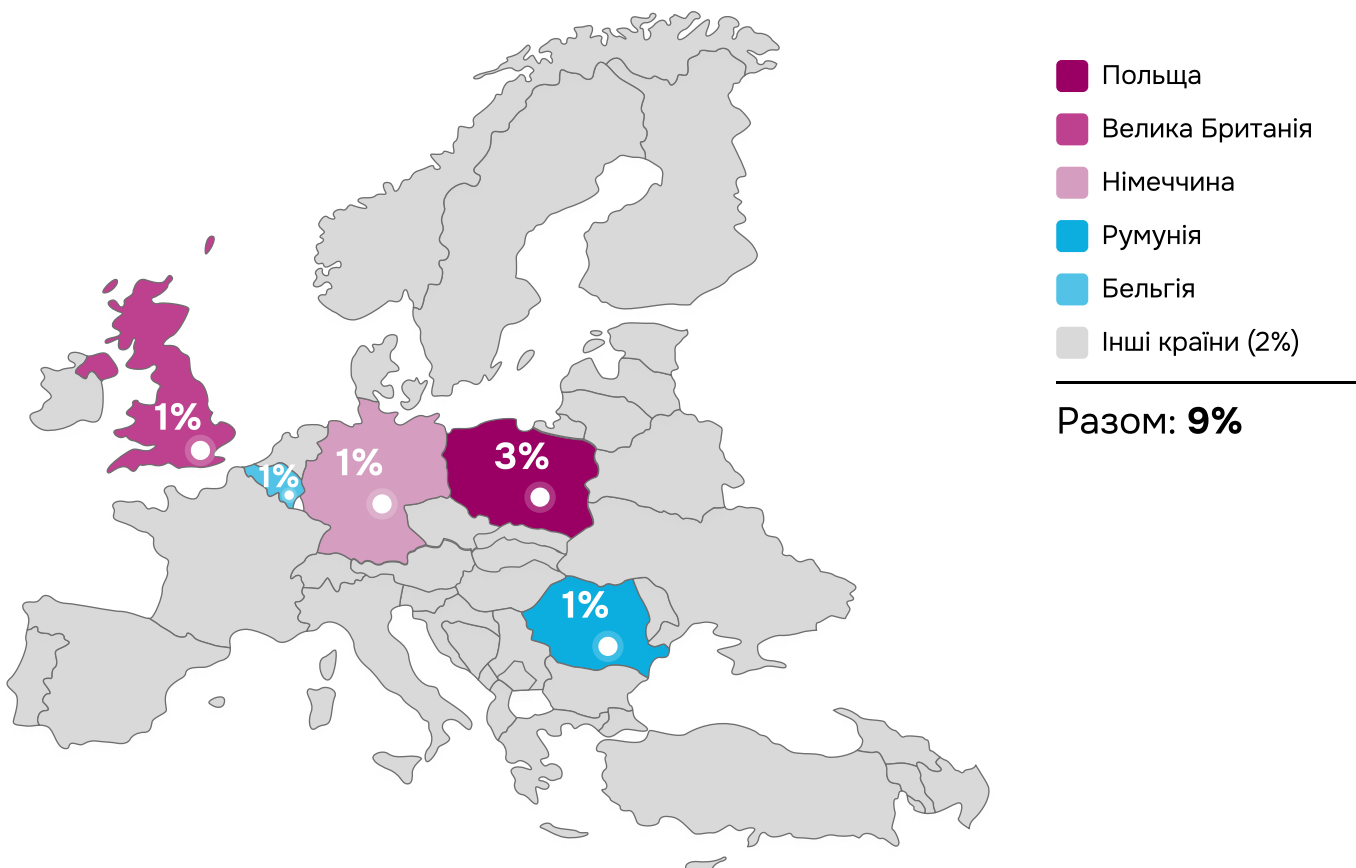 Польща
Велика Британія
Німеччина
Румунія
Бельгія
Інші країни (2%)
Разом: 9%
1%
1%
1%
3%
1%